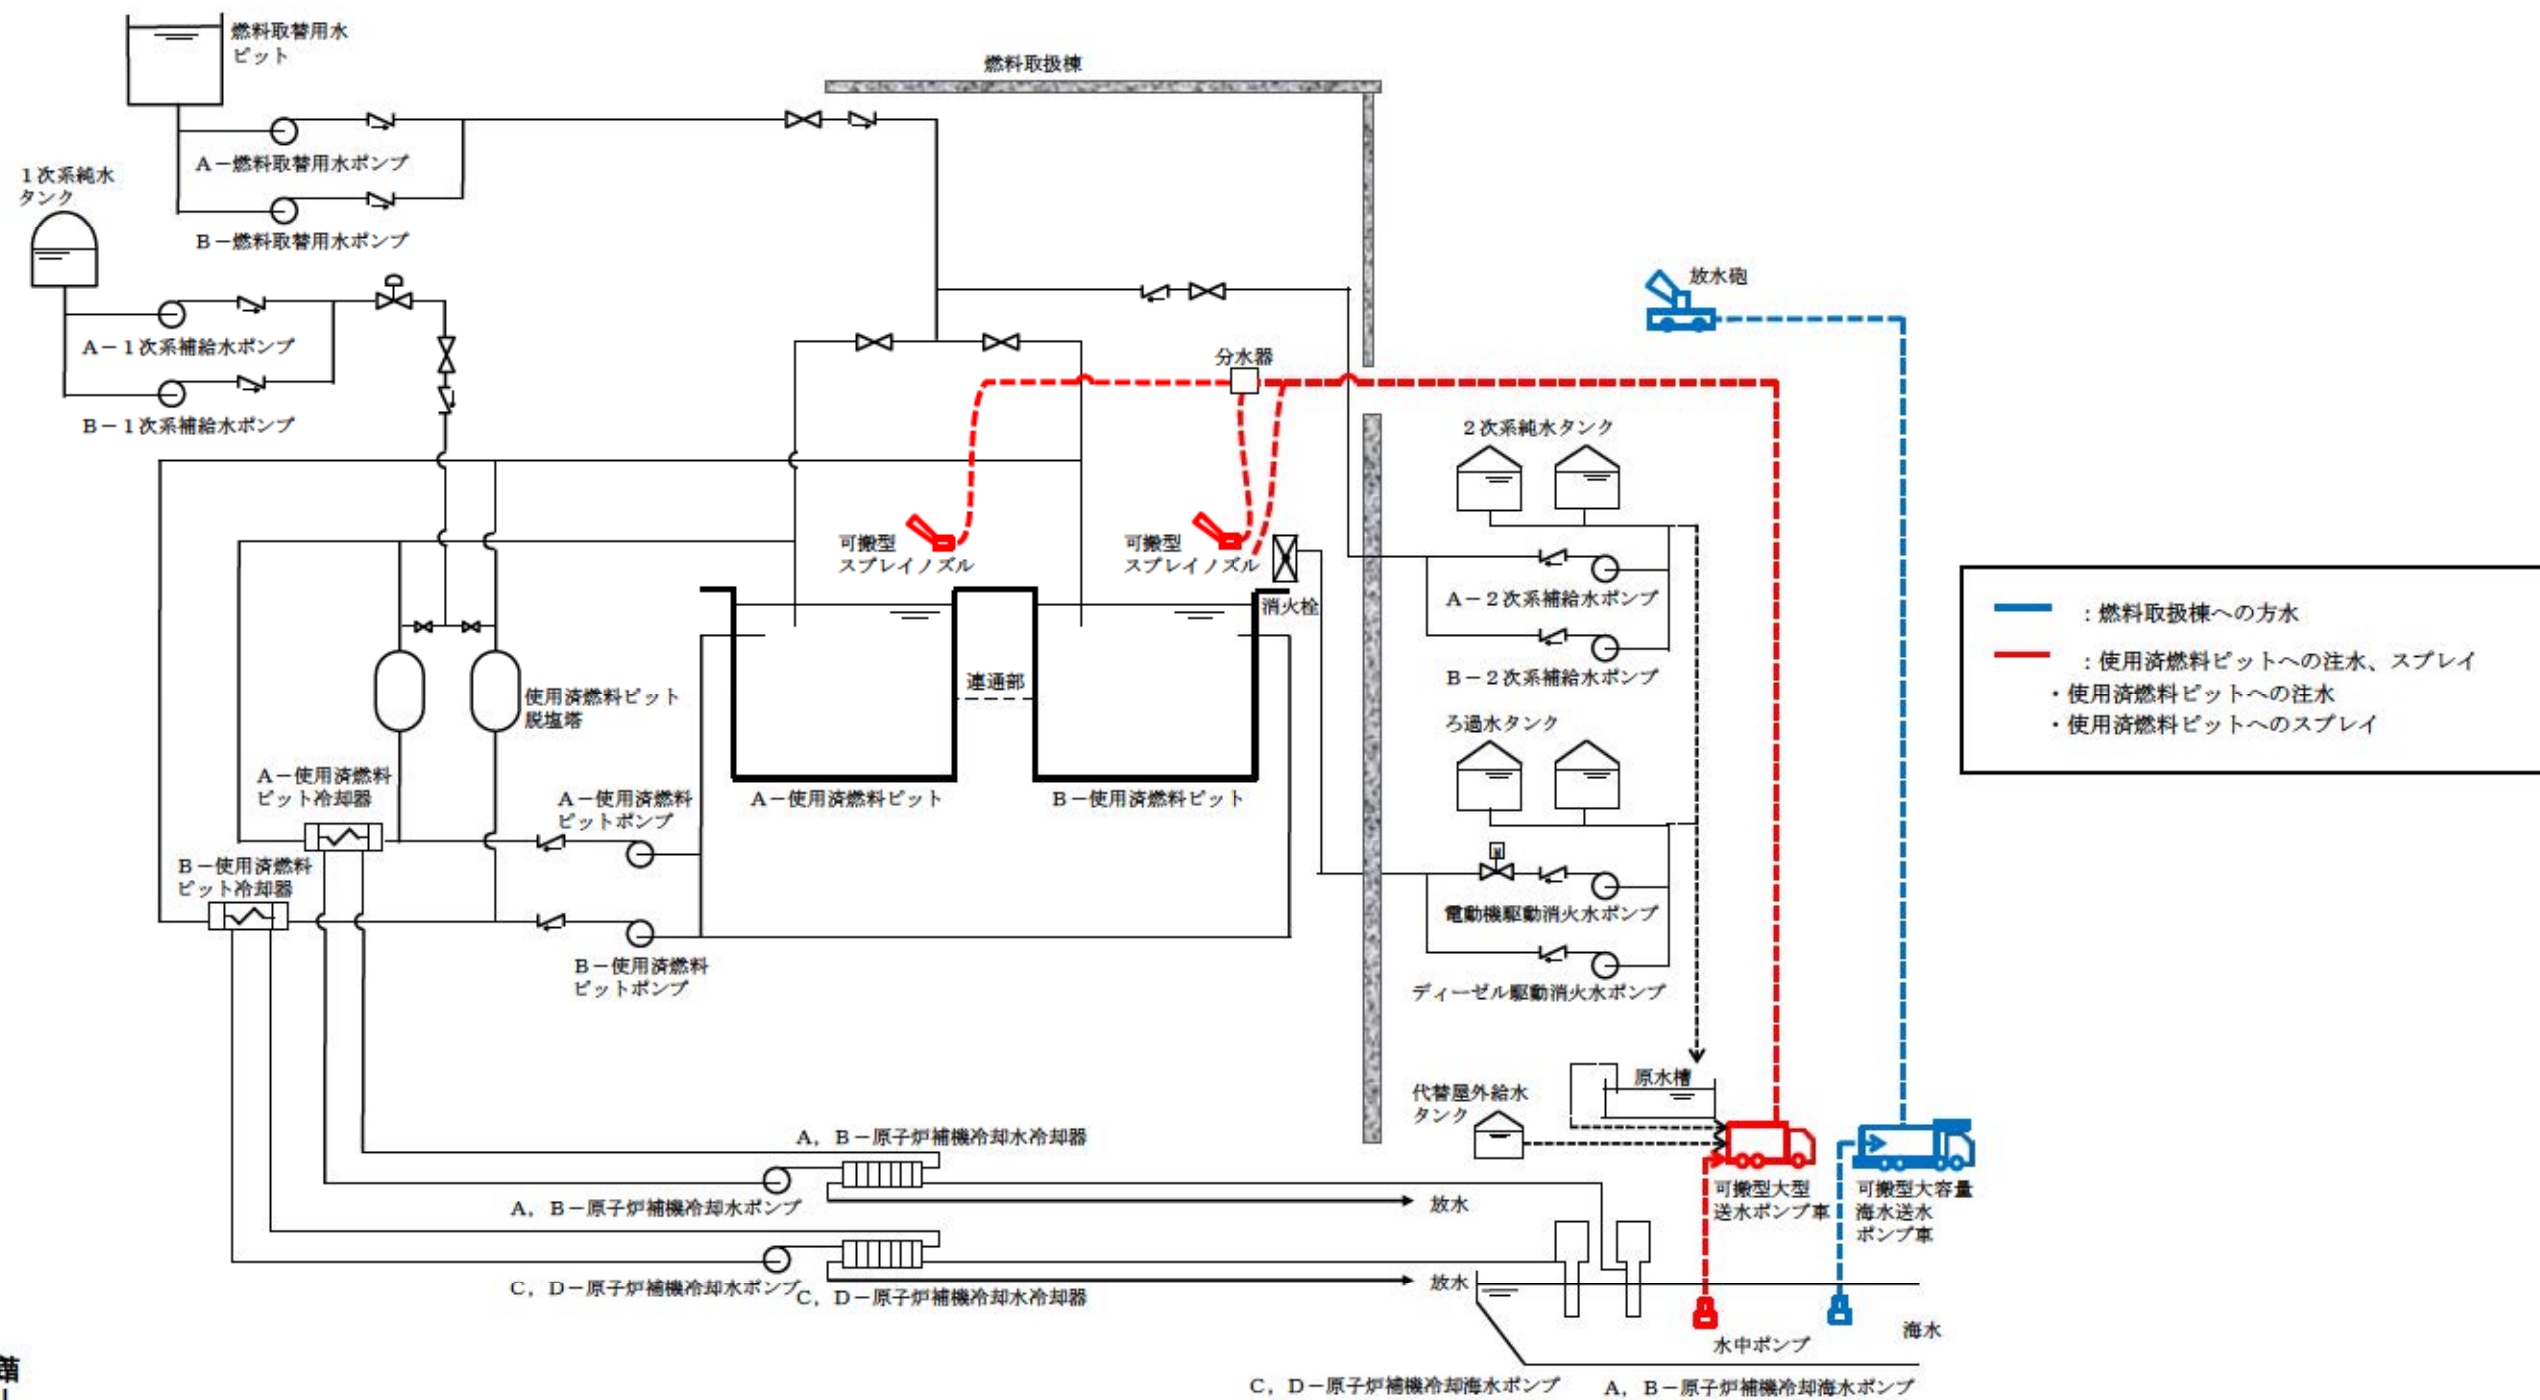 燃料取替用水
ピット
燃料取扱棟
A－燃料取替用水ポンプ
1次系純水
タンク
B－燃料取替用水ポンプ
放水砲
A－1次系補給水ポンプ
分水器
B－1次系補給水ポンプ
2次系純水タンク
可搬型
スプレイノズル
可搬型
スプレイノズル
消火栓
A－2次系補給水ポンプ
：燃料取扱棟への方水
：使用済燃料ピットへの注水、スプレイ
・使用済燃料ピットへの注水
・使用済燃料ピットへのスプレイ
B－2次系補給水ポンプ
連通部
使用済燃料ピット
脱塩塔
ろ過水タンク
A－使用済燃料
ピット冷却器
A－使用済燃料
ピットポンプ
A－使用済燃料ピット
B－使用済燃料ピット
M
B－使用済燃料
ピット冷却器
電動機駆動消火水ポンプ
B－使用済燃料
ピットポンプ
ディーゼル駆動消火水ポンプ
原水槽
代替屋外給水
タンク
A，B－原子炉補機冷却水冷却器
可搬型大型
送水ポンプ車
可搬型大容量
海水送水
ポンプ車
A，B－原子炉補機冷却水ポンプ
放水
C，D－原子炉補機冷却水ポンプ
C，D－原子炉補機冷却水冷却器
放水
海水
水中ポンプ
C，D－原子炉補機冷却海水ポンプ
A，B－原子炉補機冷却海水ポンプ